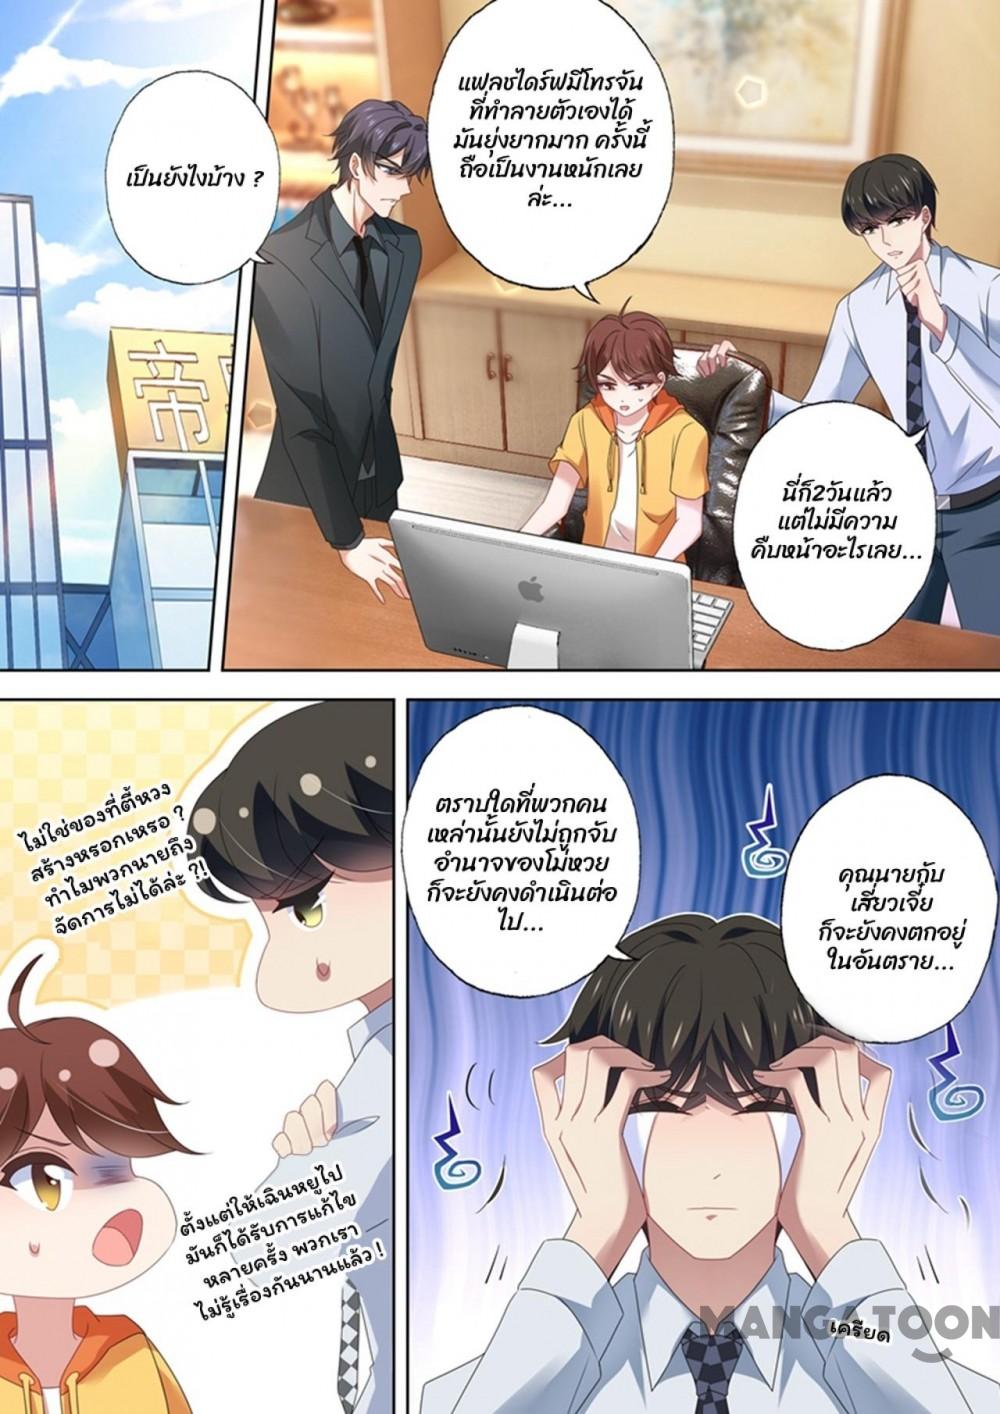 เป็นยังไงบ้าง ?
แฟลชไดร์ฟมีโทรจัน
ที่ทำลายตัวเองได้
มันยุ่งยากมาก ครั้งนี้
ถือเป็นงานหนักเลย
ล่ะ...
นี่ก็2วันแล้ว
แต่ไม่มีความ
คืบหน้าอะไรเลย...
帝
ไม่ใช่ของที่ตี้หวง
สร้างหรอกเหรอ ?
ทำไมพวกนายถึง
จัดการไม่ได้ล่ะ ?!
ตั้งแต่ให้เฉินหยูไป
มันก็ได้รับการแก้ไข
หลายครั้ง พวกเรา
ไม่รู้เรื่องกันนานแล้ว !
ตราบใดที่พวกคน
เหล่านั้นยังไม่ถูกจับ
อำนาจของโม่หวย
ก็จะยังคงดำเนินต่อ
ไป...
คุณนายกับ
เสี่ยวเจี๋ย
ก็จะยังคงตกอยู่
ในอันตราย...
เครียด
MANGATOON